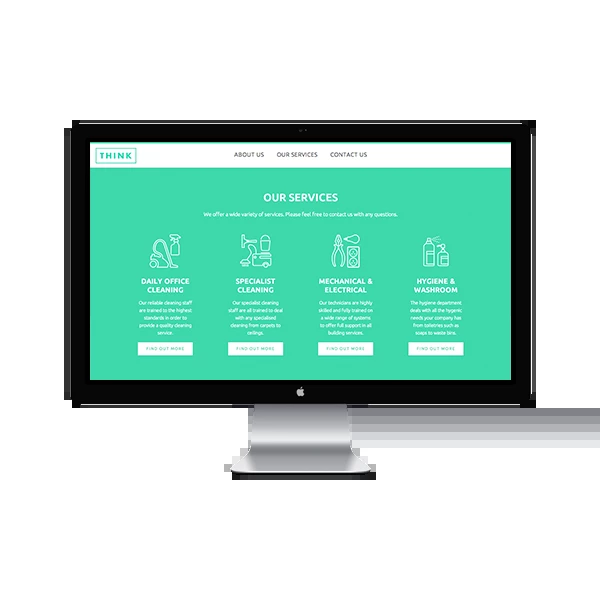 THINK
ABOUT US OUR SERVICES CONTACT US
OUR SERVICES
We offer a wide variety of services. Please feel free to contact us with any questions.
DAILY OFFICE
CLEANING
Our reliable cleaning staff
are trained to the highest
standards in order to
provide a quality cleaning
service.
FIND OUT MORE
SPECIALIST
CLEANING
Our specialist cleaning
staff are all trained to deal
with any specialised
cleaning from carpets to
ceilings.
FIND OUT MORE
MECHANICAL &
ELECTRICAL
Our technicians are highly
skilled and fully trained on
a wide range of systems
to offer full support in all
building services.
FIND OUT MORE
HYGIENE &
WASHROOM
The hygiene department
deals with all the hygienic
needs your company has
from toiletries such as
soaps to waste bins.
FIND OUT MORE